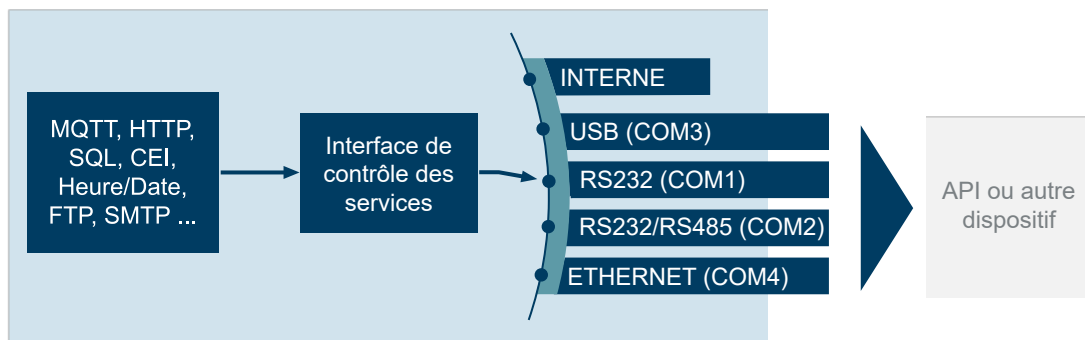 MQTT, HTTP,
SQL, CEI,
Heure/Date,
FTP, SMTP ...
Interface de
contrôle des
services
INTERNE
USB (COM3)
RS232 (COM1)
RS232/RS485 (COM2)
ETHERNET (COM4)
API ou autre
dispositif